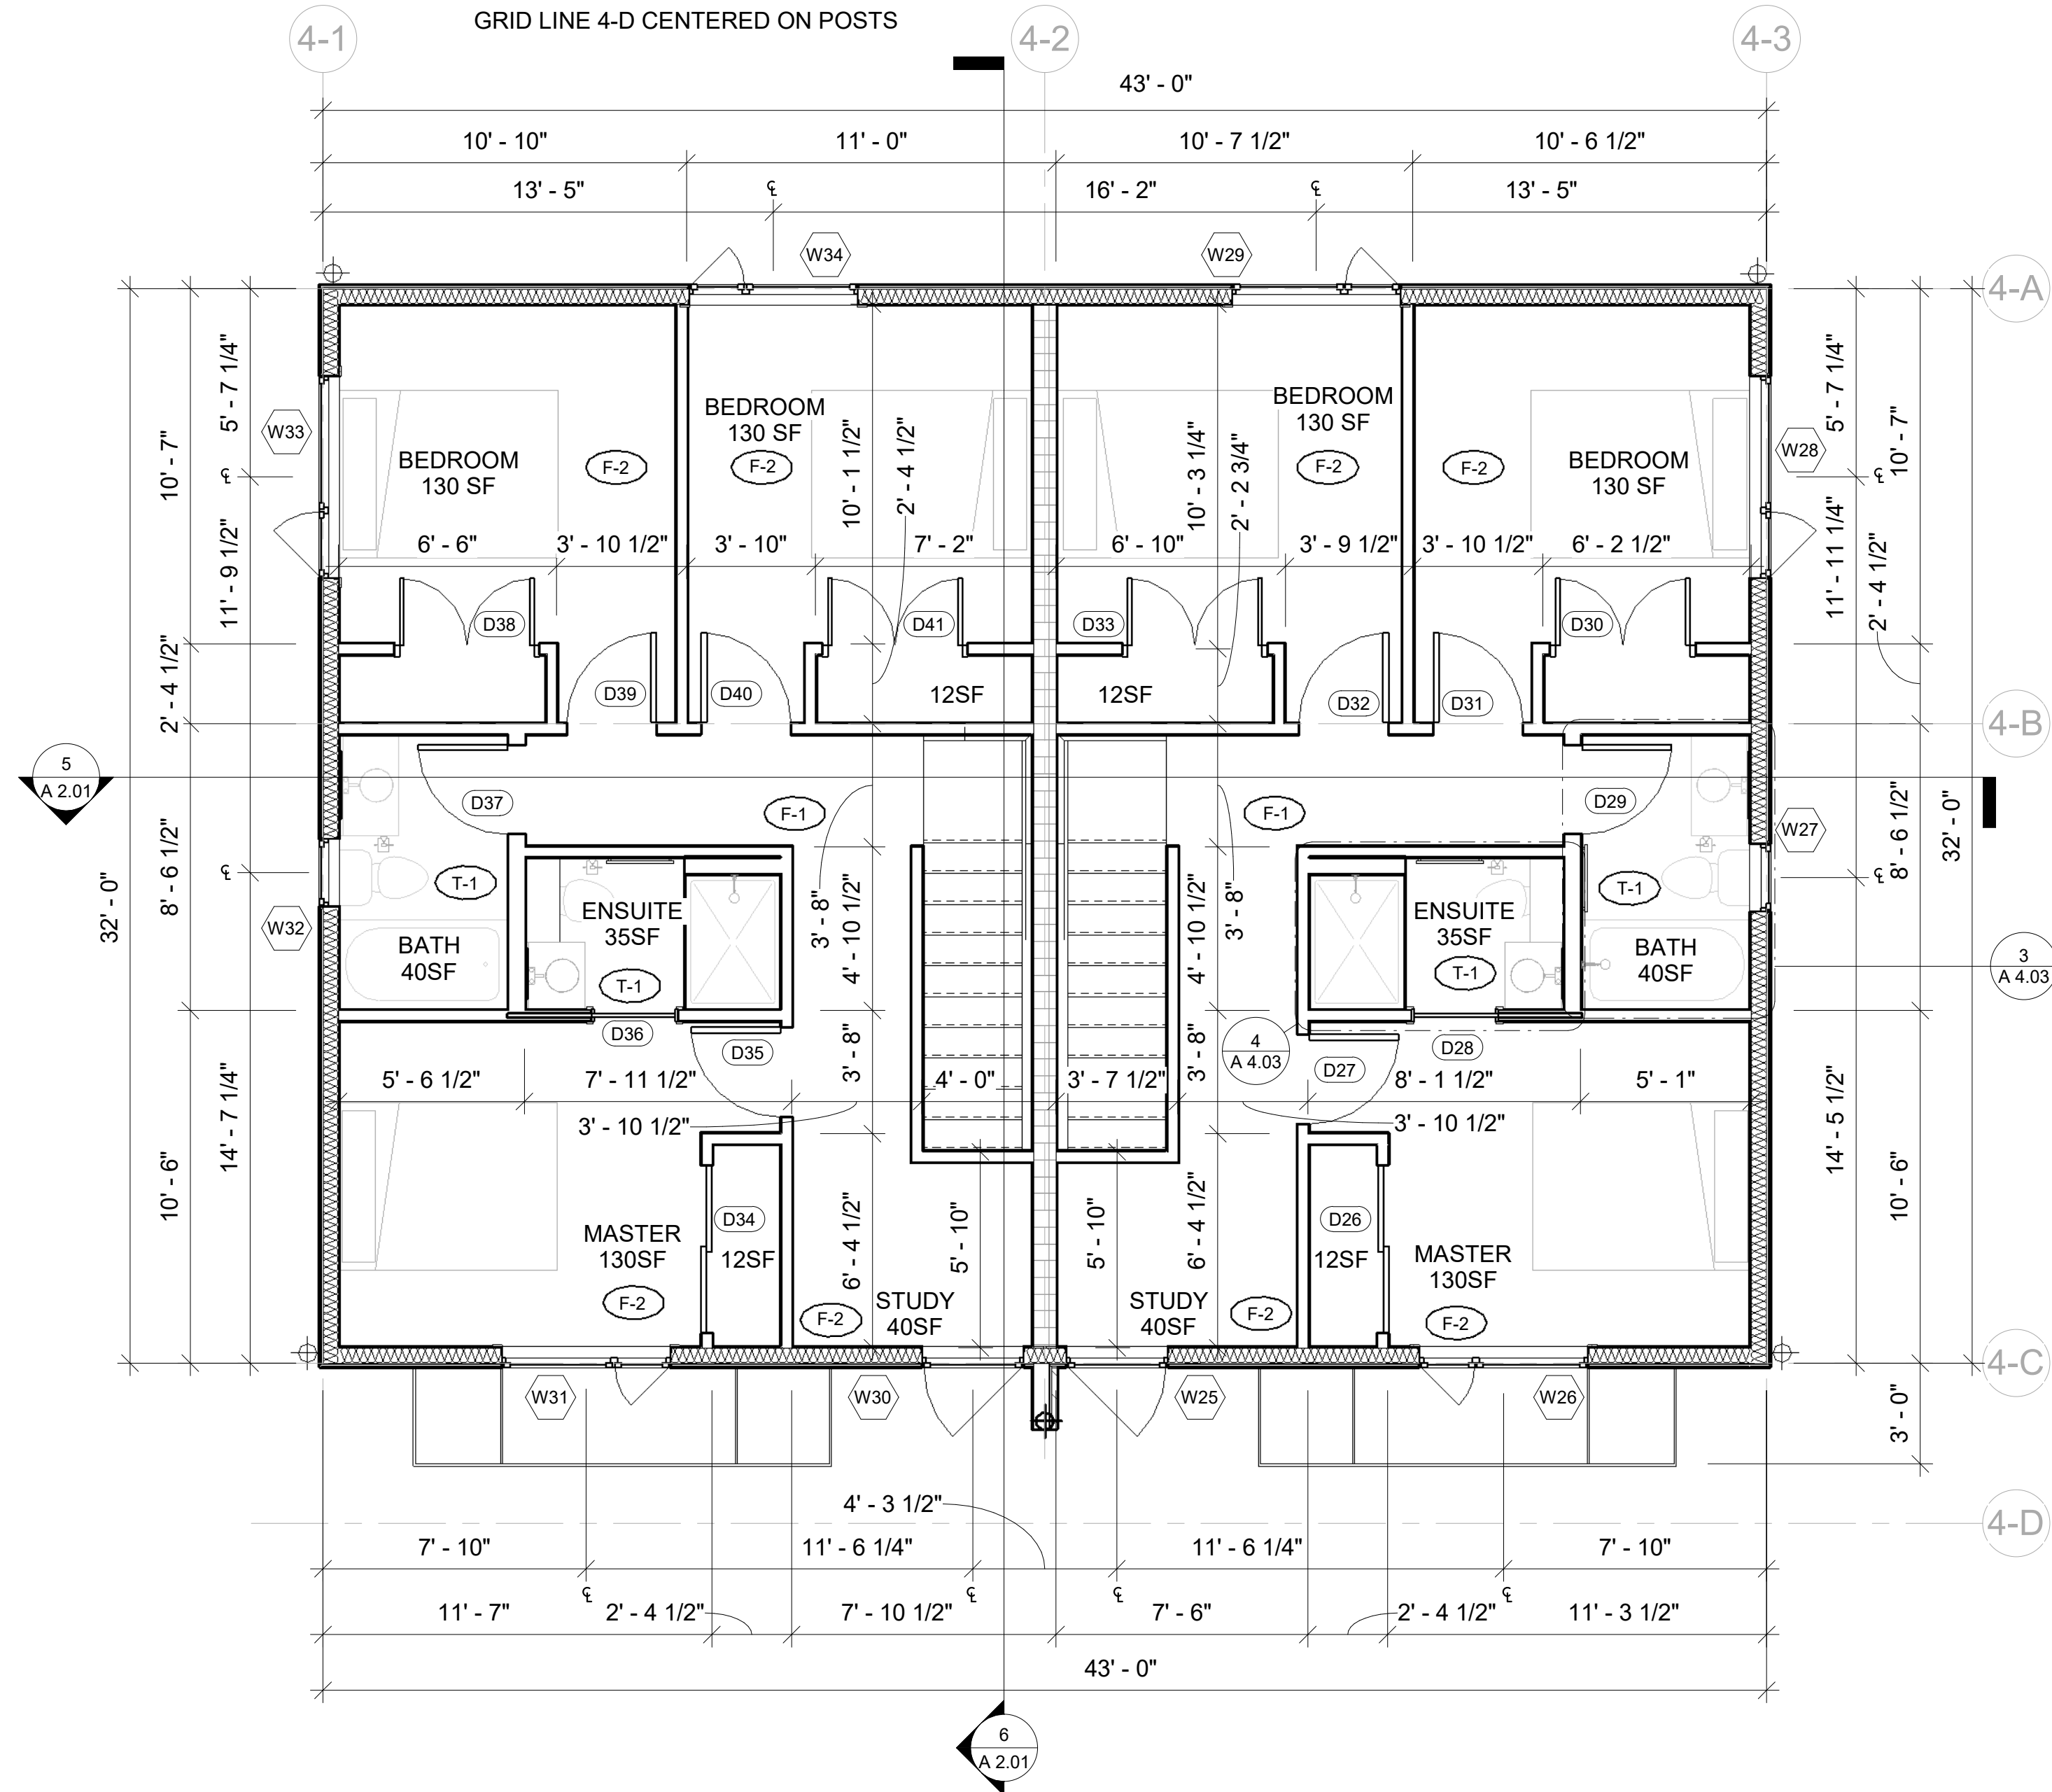 GRID LINE 4-D CENTERED ON POSTS
4-1
4-2
4-3
43' - 0"
10' - 10"
11' - 0"
10' - 7 1/2"
10' - 6 1/2"
13' - 5"
℄
16' - 2"
℄
13' - 5"
W34
W29
4-A
5' - 7 1/4"
10' - 7"
W33
℄
11' - 9 1/2"
2' - 4 1/2"
BEDROOM
130 SF
F-2
BEDROOM
130 SF
F-2
10' - 1 1/2"
2' - 4 1/2"
BEDROOM
130 SF
F-2
10' - 3 1/4"
2' - 2 3/4"
BEDROOM
130 SF
F-2
W28
5' - 7 1/4"
10' - 7"
℄
11' - 11 1/4"
2' - 4 1/2"
6' - 6"
3' - 10 1/2"
3' - 10"
7' - 2"
6' - 10"
3' - 9 1/2"
3' - 10 1/2"
6' - 2 1/2"
D38
D41
D33
D30
D39
D40
12SF
12SF
D32
D31
4-B
5
A 2.01
D37
F-1
F-1
D29
W27
32' - 0"
8' - 6 1/2"
℄
W32
T-1
BATH
40SF
ENSUITE
35SF
T-1
3' - 8"
4' - 10 1/2"
4' - 10 1/2"
3' - 8"
ENSUITE
35SF
T-1
T-1
BATH
40SF
℄
8' - 6 1/2"
32' - 0"
3
A 4.03
D36
D35
3' - 8"
3' - 8"
4
A 4.03
D27
D28
5' - 6 1/2"
7' - 11 1/2"
4' - 0"
3' - 7 1/2"
8' - 1 1/2"
5' - 1"
3' - 10 1/2"
3' - 10 1/2"
14' - 7 1/4"
10' - 6"
14' - 5 1/2"
10' - 6"
MASTER
130SF
F-2
D34
12SF
6' - 4 1/2"
5' - 10"
5' - 10"
6' - 4 1/2"
D26
12SF
MASTER
130SF
F-2
STUDY
40SF
F-2
STUDY
40SF
F-2
4-C
W31
W30
W25
W26
3' - 0"
4' - 3 1/2"
4-D
7' - 10"
11' - 6 1/4"
11' - 6 1/4"
7' - 10"
℄
℄
℄
℄
11' - 7"
2' - 4 1/2"
7' - 10 1/2"
7' - 6"
2' - 4 1/2"
11' - 3 1/2"
43' - 0"
6
A 2.01